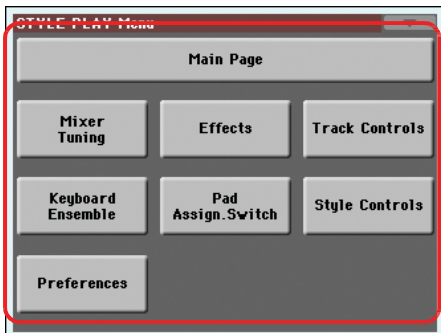 STYLE PLAY Menu
Main Page
Mixer
Tuning
Effects
Track Controls
Keyboard
Ensemble
Pad
Assign.Switch
Style Controls
Preferences